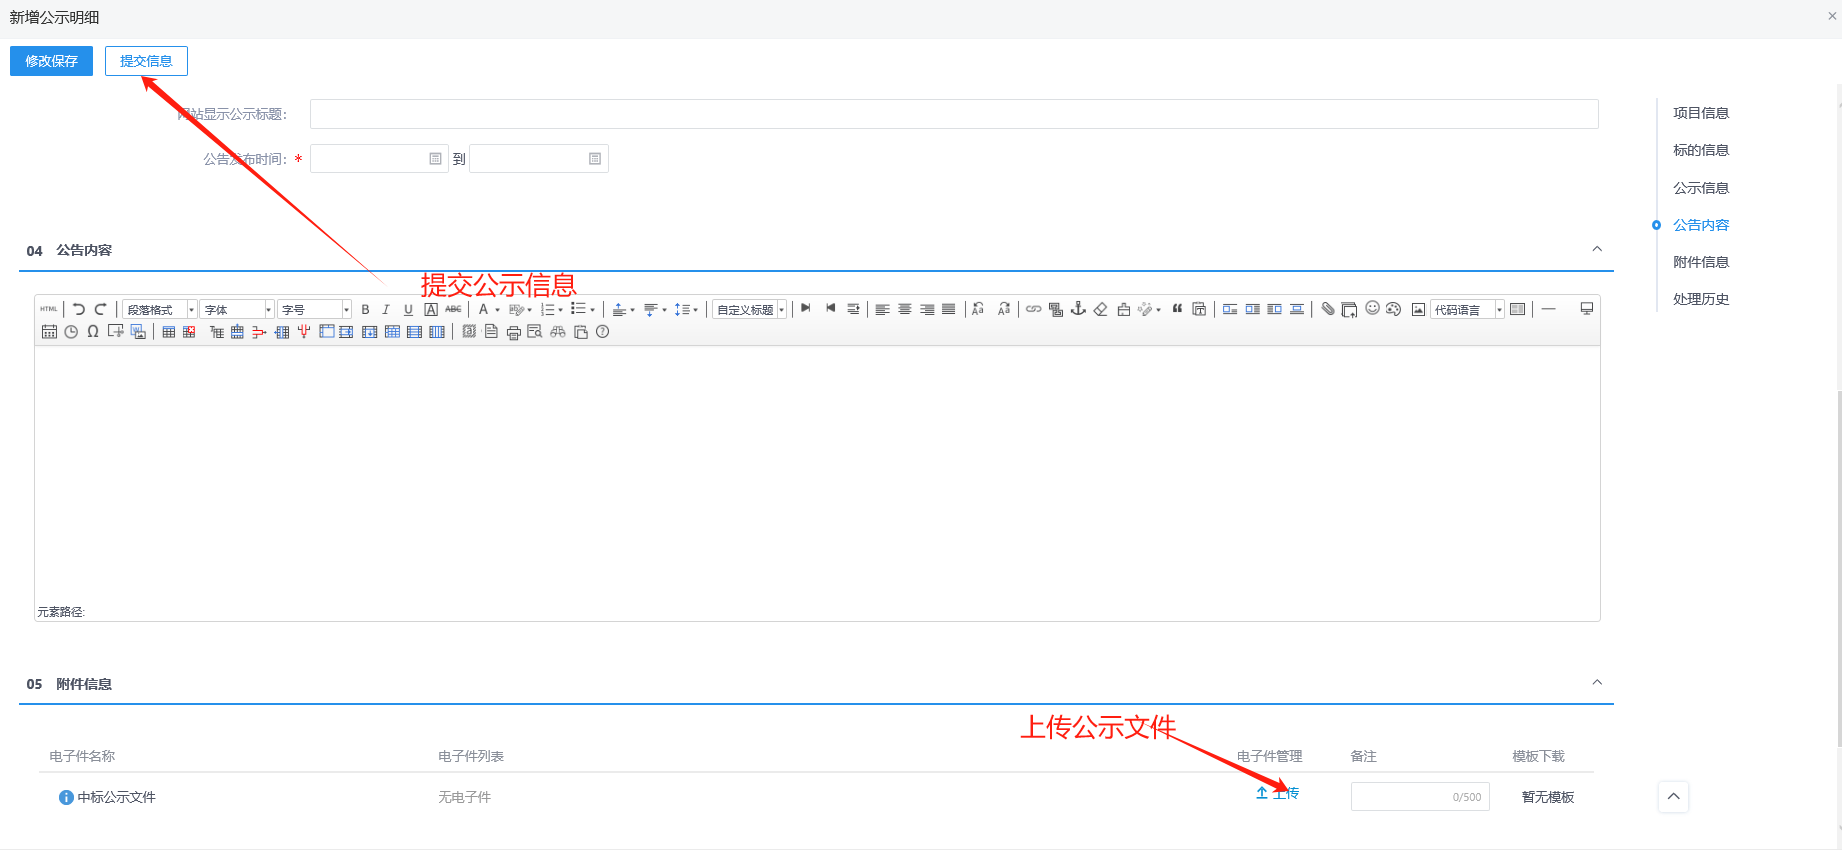 新增公示明细
修改保存 提交信息
网站显示公示标题：
公告发布时间：* 到
项目信息
标的信息
公示信息
公告内容
附件信息
处理历史
04 公告内容
提交公示信息
HTML 段落格式 字体 字号 B I U A ABC A 自定义标题 代码语言
元素路径:
05 附件信息
上传公示文件
电子件名称 电子件列表 电子件管理 备注 模板下载
中标公示文件 无电子件 上传 0/500 暂无模板